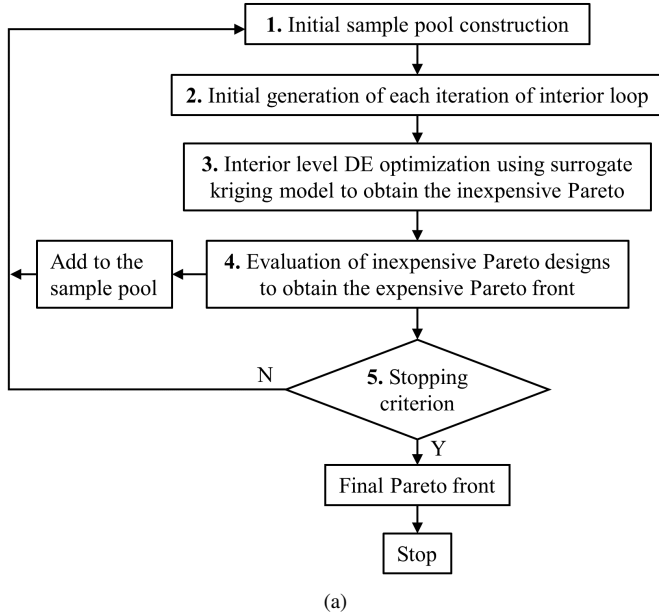 1. Initial sample pool construction
2. Initial generation of each iteration of interior loop
3. Interior level DE optimization using surrogate
kriging model to obtain the inexpensive Pareto
Add to the
sample pool
4. Evaluation of inexpensive Pareto designs
to obtain the expensive Pareto front
N
5. Stopping
criterion
Y
Final Pareto front
Stop
(a)